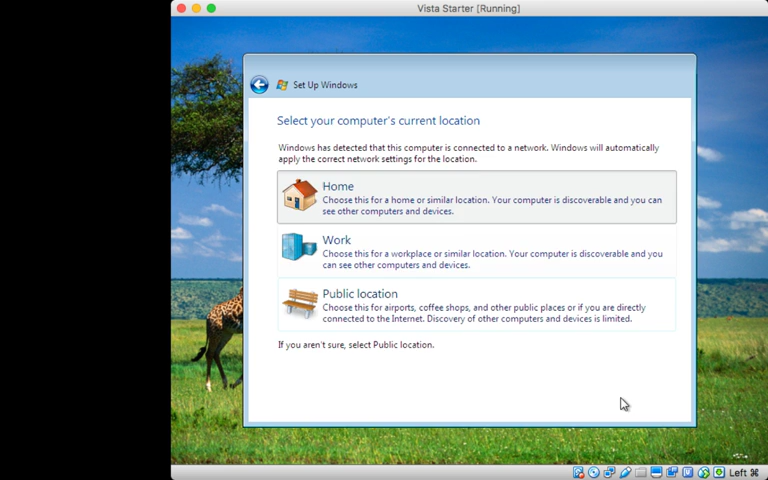 Vista Starter [Running]
Set Up Windows
Select your computer's current location
Windows has detected that this computer is connected to a network. Windows will automatically
apply the correct network settings for the location.
Home
Choose this for a home or similar location. Your computer is discoverable and you can
see other computers and devices.
Work
Choose this for a workplace or similar location. Your computer is discoverable and you
can see other computers and devices.
Public location
Choose this for airports, coffee shops, and other public places or if you are directly
connected to the Internet. Discovery of other computers and devices is limited.
If you aren't sure, select Public location.
Left ⌘